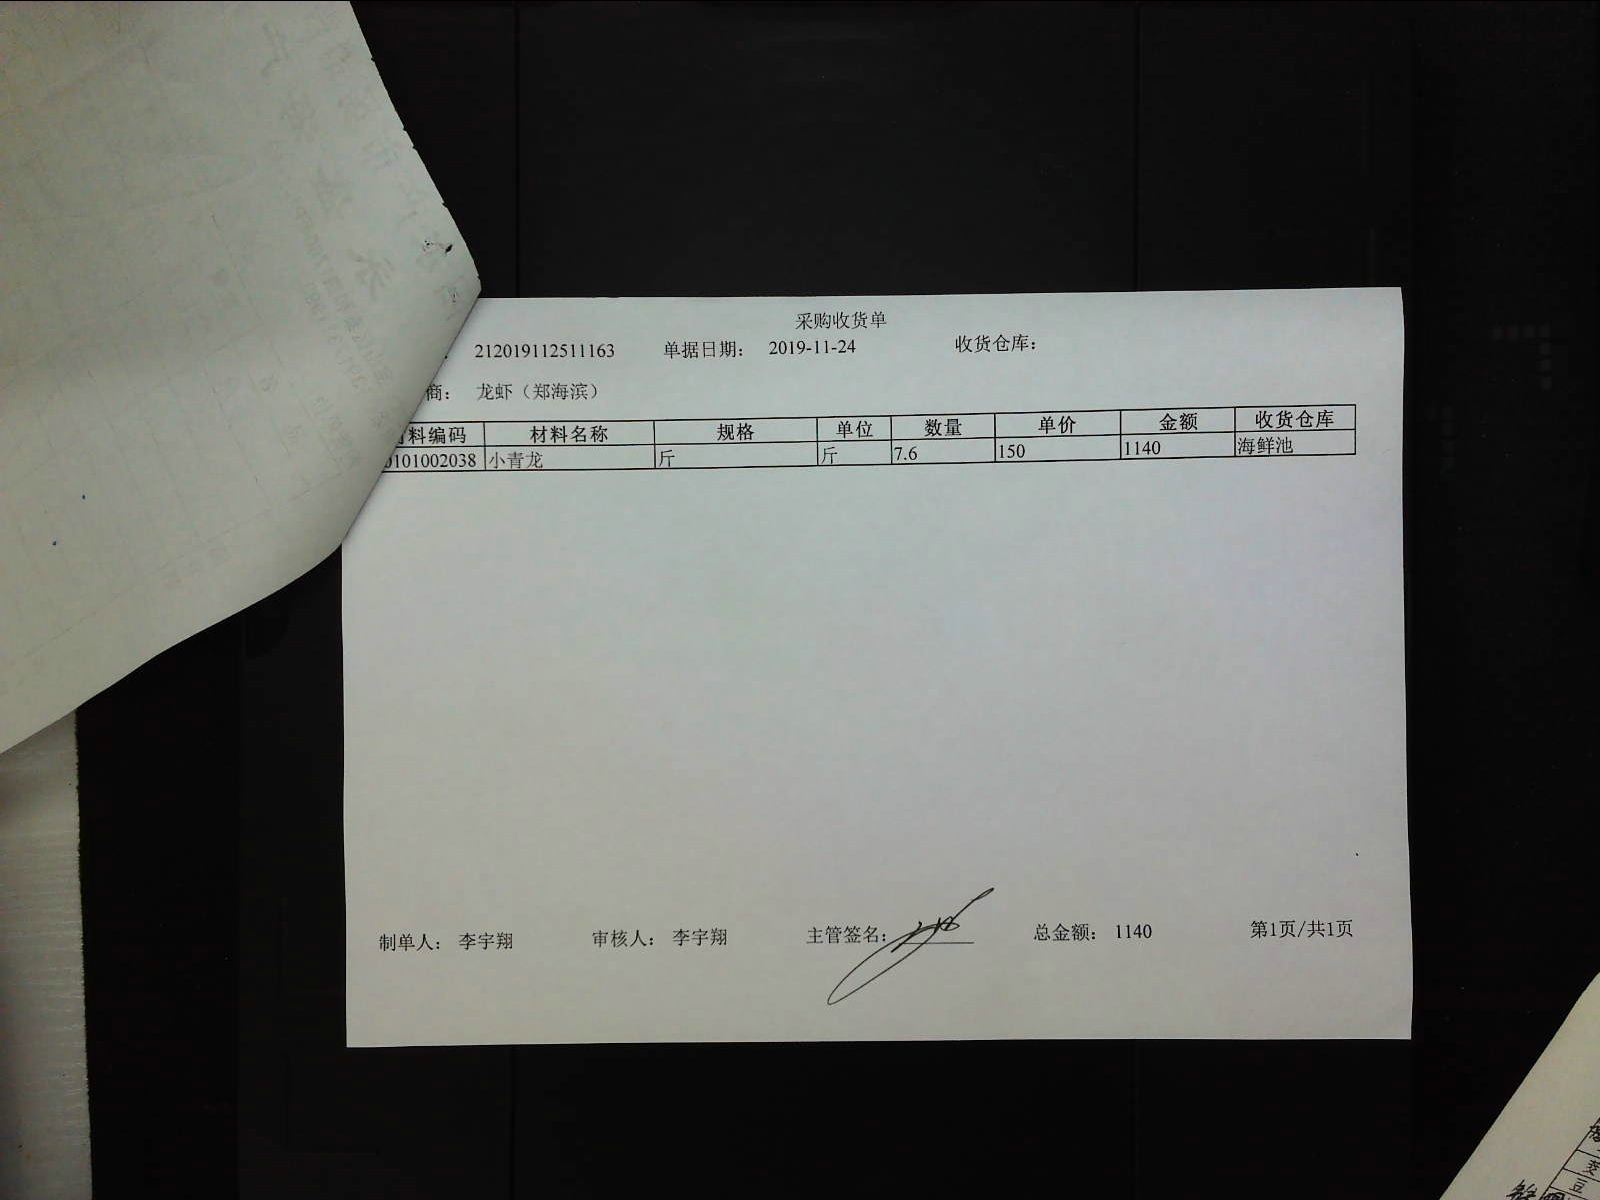 采购收货单
212019112511163 单据日期: 2019-11-24 收货仓库:
商: 龙虾（郑海滨）
料编码 材料名称 规格 单位 数量 单价 金额 收货仓库
0101002038 小青龙 斤 斤 7.6 150 1140 海鲜池
制单人: 李宇翔 审核人: 李宇翔 主管签名: 总金额: 1140 第1页/共1页